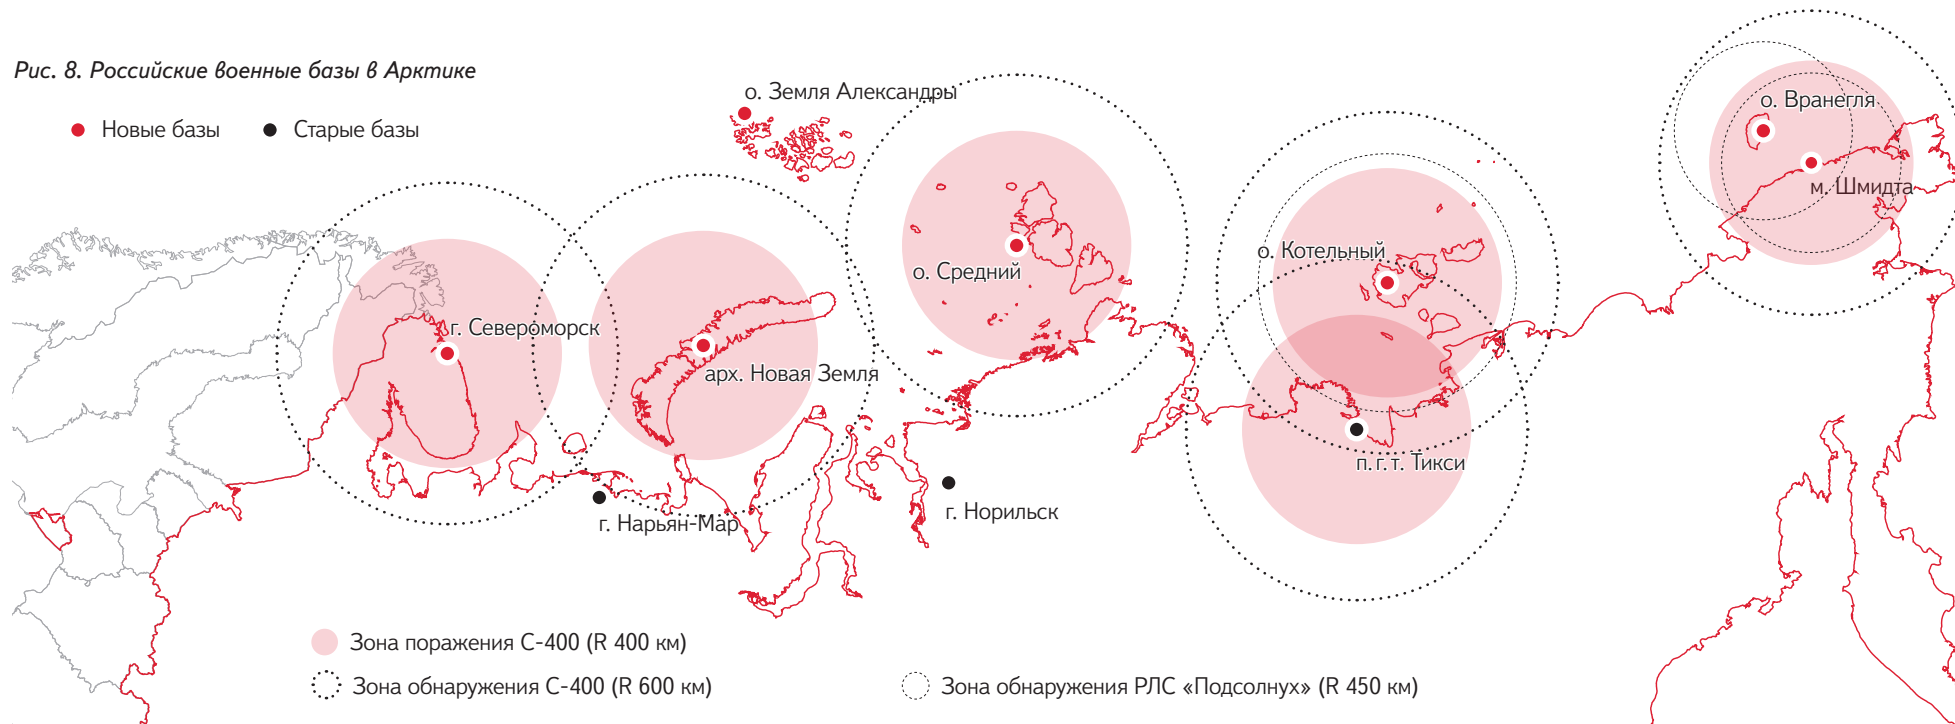 Рис. 8. Российские военные базы в Арктике
Новые базы
Старые базы
о. Земля Александры
о. Вранегля
м. Шмидта
о. Котельный
о. Средний
г. Североморск
арх. Новая Земля
п.г.т. Тикси
г. Нарьян-Мар
г. Норильск
Зона поражения С-400 (R 400 км)
Зона обнаружения С-400 (R 600 км)
Зона обнаружения РЛС «Подсолнух» (R 450 км)